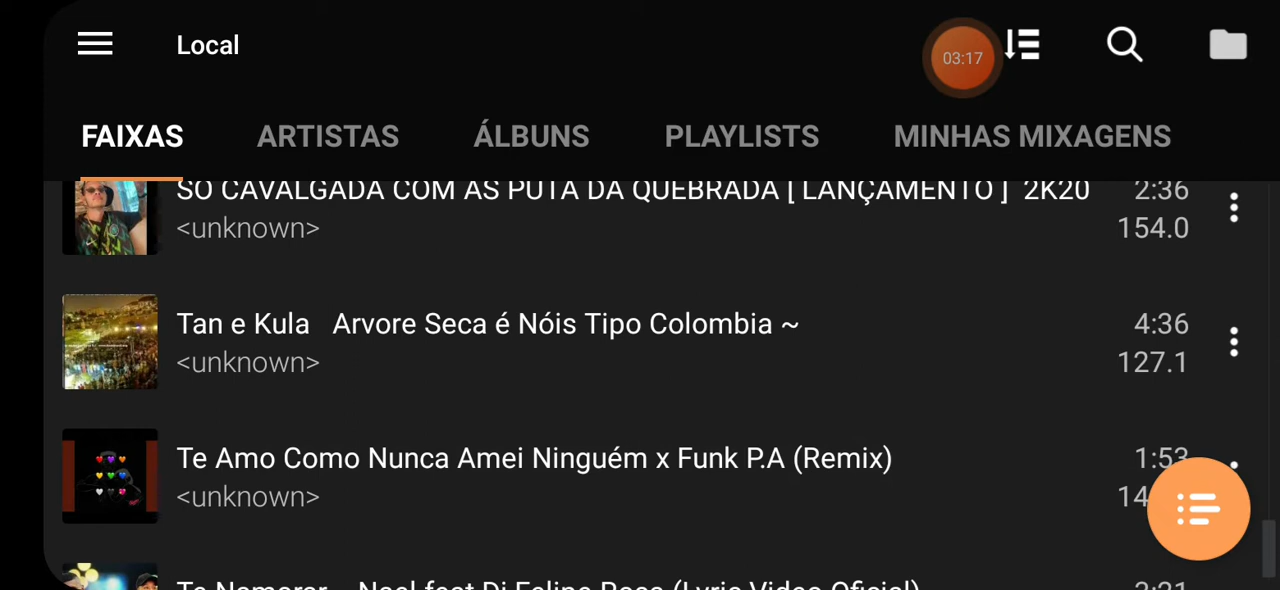 Local
03:17
FAIXAS ARTISTAS ÁLBUNS PLAYLISTS MINHAS MIXAGENS
SÓ CAVALGADA COM AS PUTA DA QUEBRADA [ LANÇAMENTO ] 2K20 2:36
<unknown> 154.0
Tan e Kula Arvore Seca é Nóis Tipo Colombia ~ 4:36
<unknown> 127.1
Te Amo Como Nunca Amei Ninguém x Funk P.A (Remix) 1:53
<unknown> 14